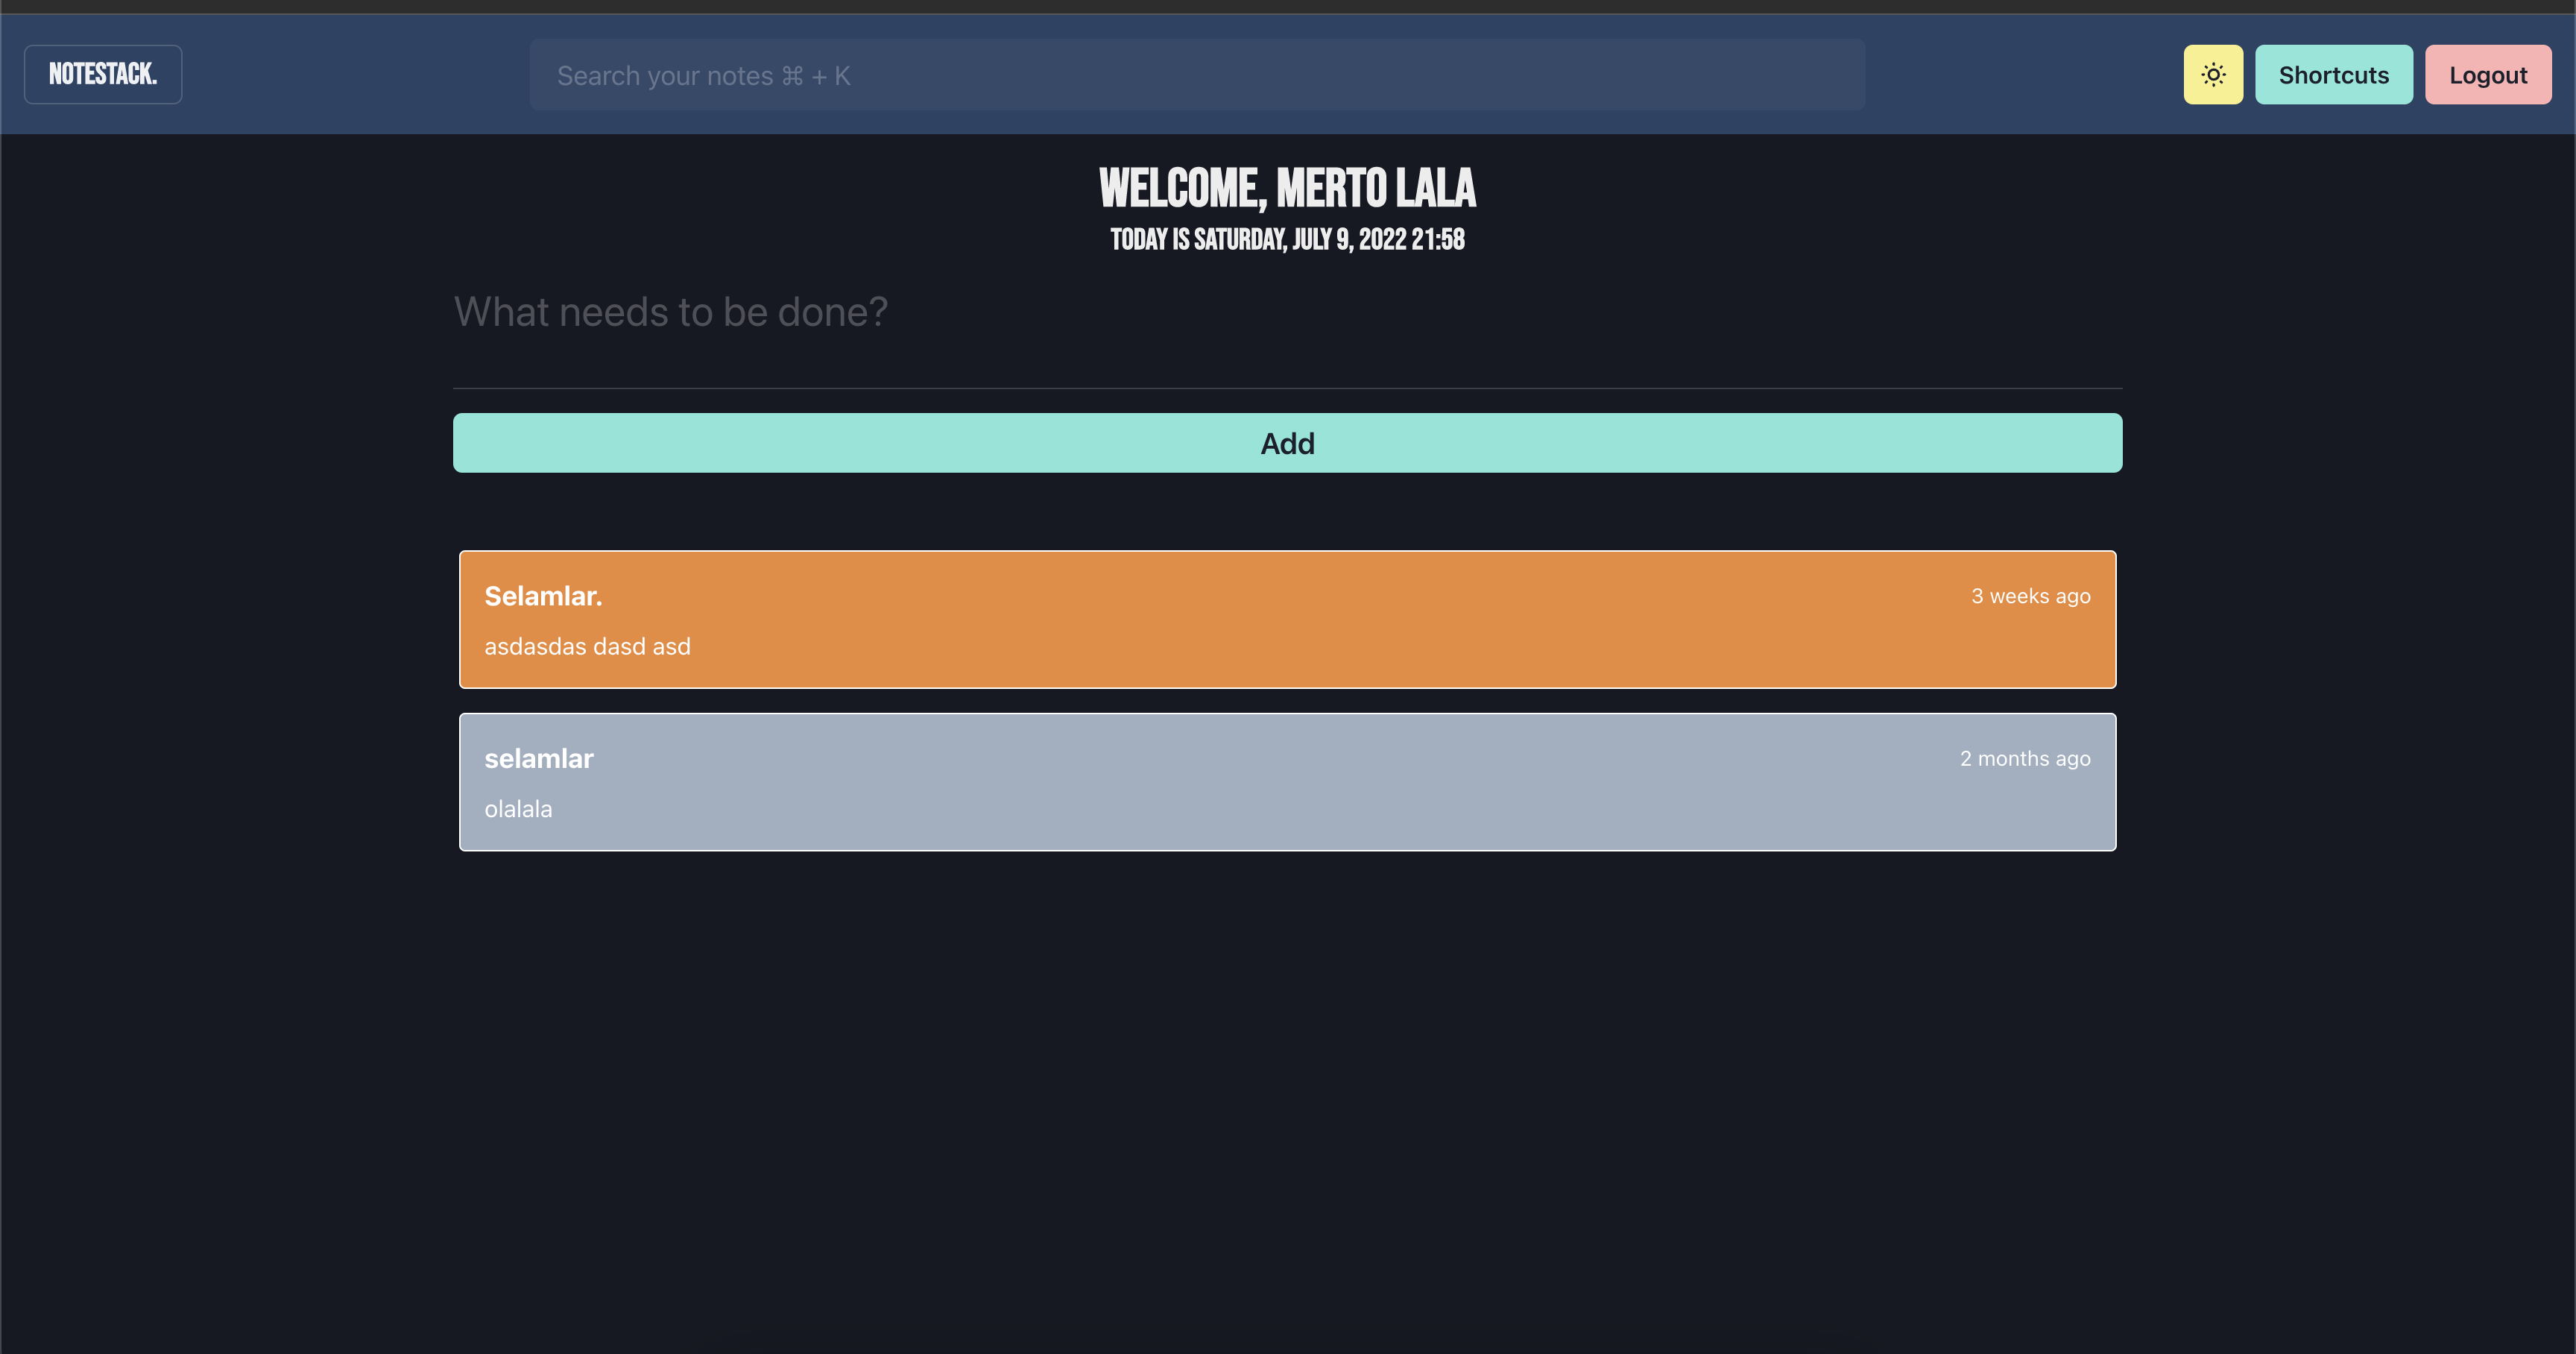 NOTESTACK.
Search your notes ⌘ + K
Shortcuts
Logout
WELCOME, MERTO LALA
TODAY IS SATURDAY, JULY 9, 2022 21:58
What needs to be done?
Add
Selamlar.
3 weeks ago
asdasdas dasd asd
selamlar
2 months ago
olalala